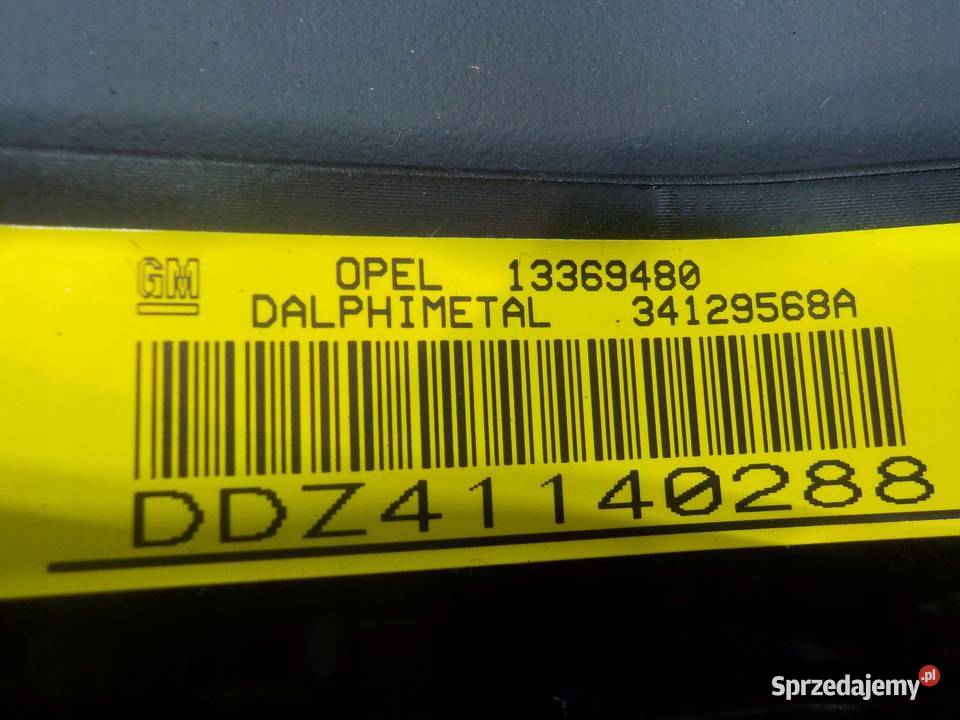 GM OPEL 13369480
DALPHIMETAL 34129568A
DDZ41140288
Sprzedajemy.pl